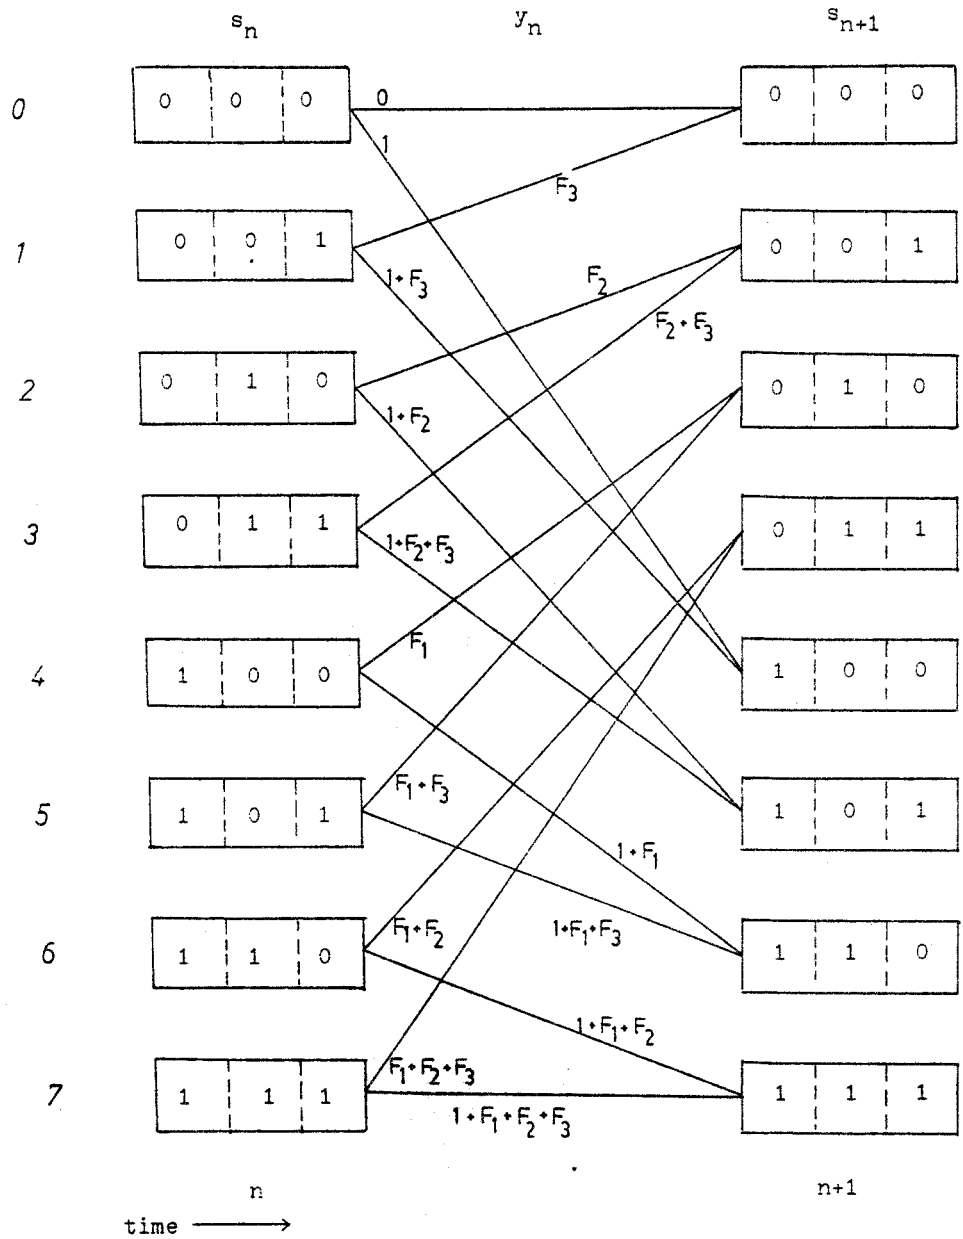 s_n y_n s_{n+1}
0 0 0 0 0 0 0 0
1
F_3
1 0 0 1 0 0 1
1+F_3 F_2
F_2+F_3
2 0 1 0 0 1 0
1+F_2
3 0 1 1 0 1 1
1+F_2+F_3
F_1
4 1 0 0 1 0 0
F_1+F_3
5 1 0 1 1 0 1
1+F_1
F_1+F_2 1+F_1+F_3
6 1 1 0 1 1 0
1+F_1+F_2
F_1+F_2+F_3
7 1 1 1 1 1 1
1+F_1+F_2+F_3
n n+1
time